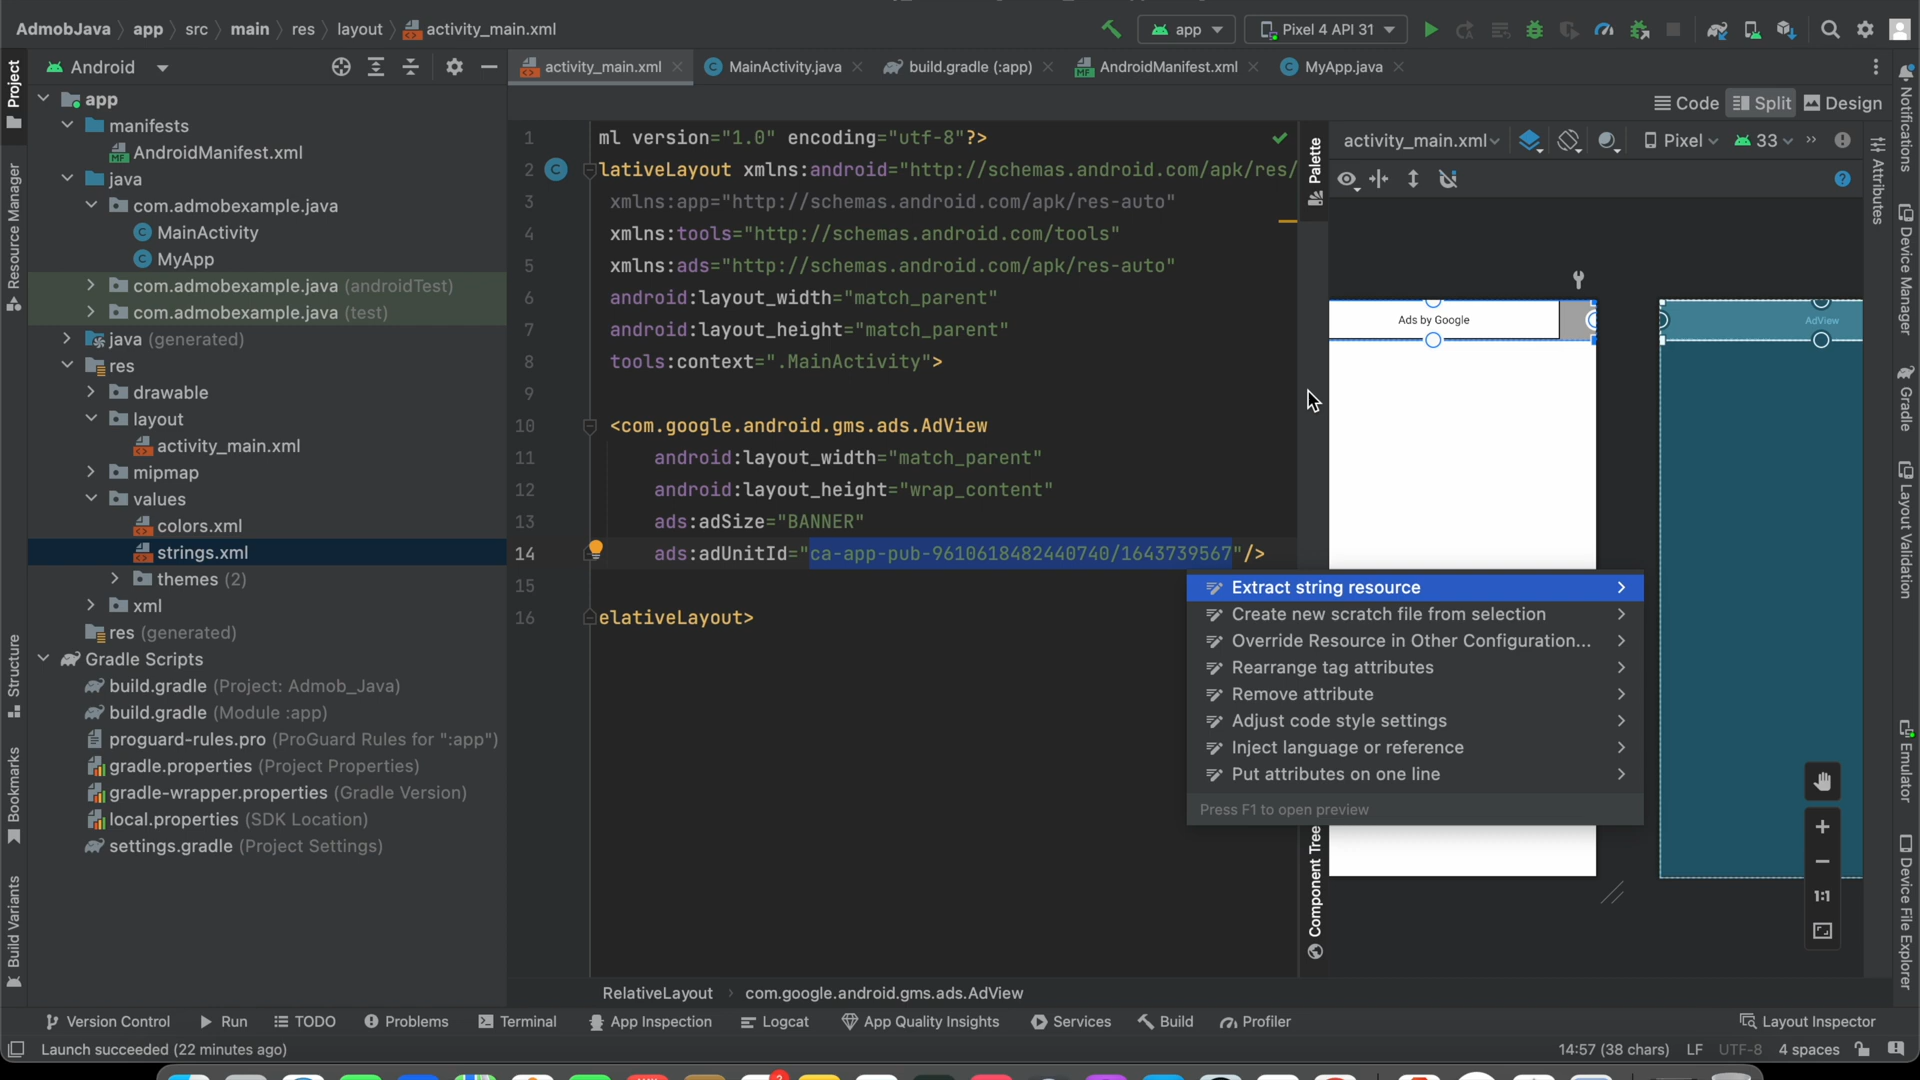 AdmobJava app src main res layout activity_main.xml
app Pixel 4 API 31
Project
Android
activity_main.xml MainActivity.java build.gradle (:app) AndroidManifest.xml MyApp.java
Notifications
Code Split Design
app
manifests
AndroidManifest.xml
java
com.admobexample.java
MainActivity
MyApp
com.admobexample.java (androidTest)
com.admobexample.java (test)
java (generated)
res
drawable
layout
activity_main.xml
mipmap
values
colors.xml
strings.xml
themes (2)
xml
res (generated)
Gradle Scripts
build.gradle (Project: Admob_Java)
build.gradle (Module :app)
proguard-rules.pro (ProGuard Rules for ":app")
gradle.properties (Project Properties)
gradle-wrapper.properties (Gradle Version)
local.properties (SDK Location)
settings.gradle (Project Settings)
Resource Manager
Structure
Bookmarks
Build Variants
1 ml version="1.0" encoding="utf-8"?>
2 lativeLayout xmlns:android="http://schemas.android.com/apk/res/
3 xmlns:app="http://schemas.android.com/apk/res-auto"
4 xmlns:tools="http://schemas.android.com/tools"
5 xmlns:ads="http://schemas.android.com/apk/res-auto"
6 android:layout_width="match_parent"
7 android:layout_height="match_parent"
8 tools:context=".MainActivity">
9
10 <com.google.android.gms.ads.AdView
11 android:layout_width="match_parent"
12 android:layout_height="wrap_content"
13 ads:adSize="BANNER"
14 ads:adUnitId="ca-app-pub-9610618482440740/1643739567"/>
15
16 elativeLayout>
Extract string resource
Create new scratch file from selection
Override Resource in Other Configuration...
Rearrange tag attributes
Remove attribute
Adjust code style settings
Inject language or reference
Put attributes on one line
Press F1 to open preview
Palette
activity_main.xml Pixel 33
Ads by Google
AdView
1:1
Component Tree
Attributes
Device Manager
Gradle
Layout Validation
Emulator
Device File Explorer
RelativeLayout com.google.android.gms.ads.AdView
Version Control Run TODO Problems Terminal App Inspection Logcat App Quality Insights Services Build Profiler Layout Inspector
Launch succeeded (22 minutes ago) 14:57 (38 chars) LF UTF-8 4 spaces
2